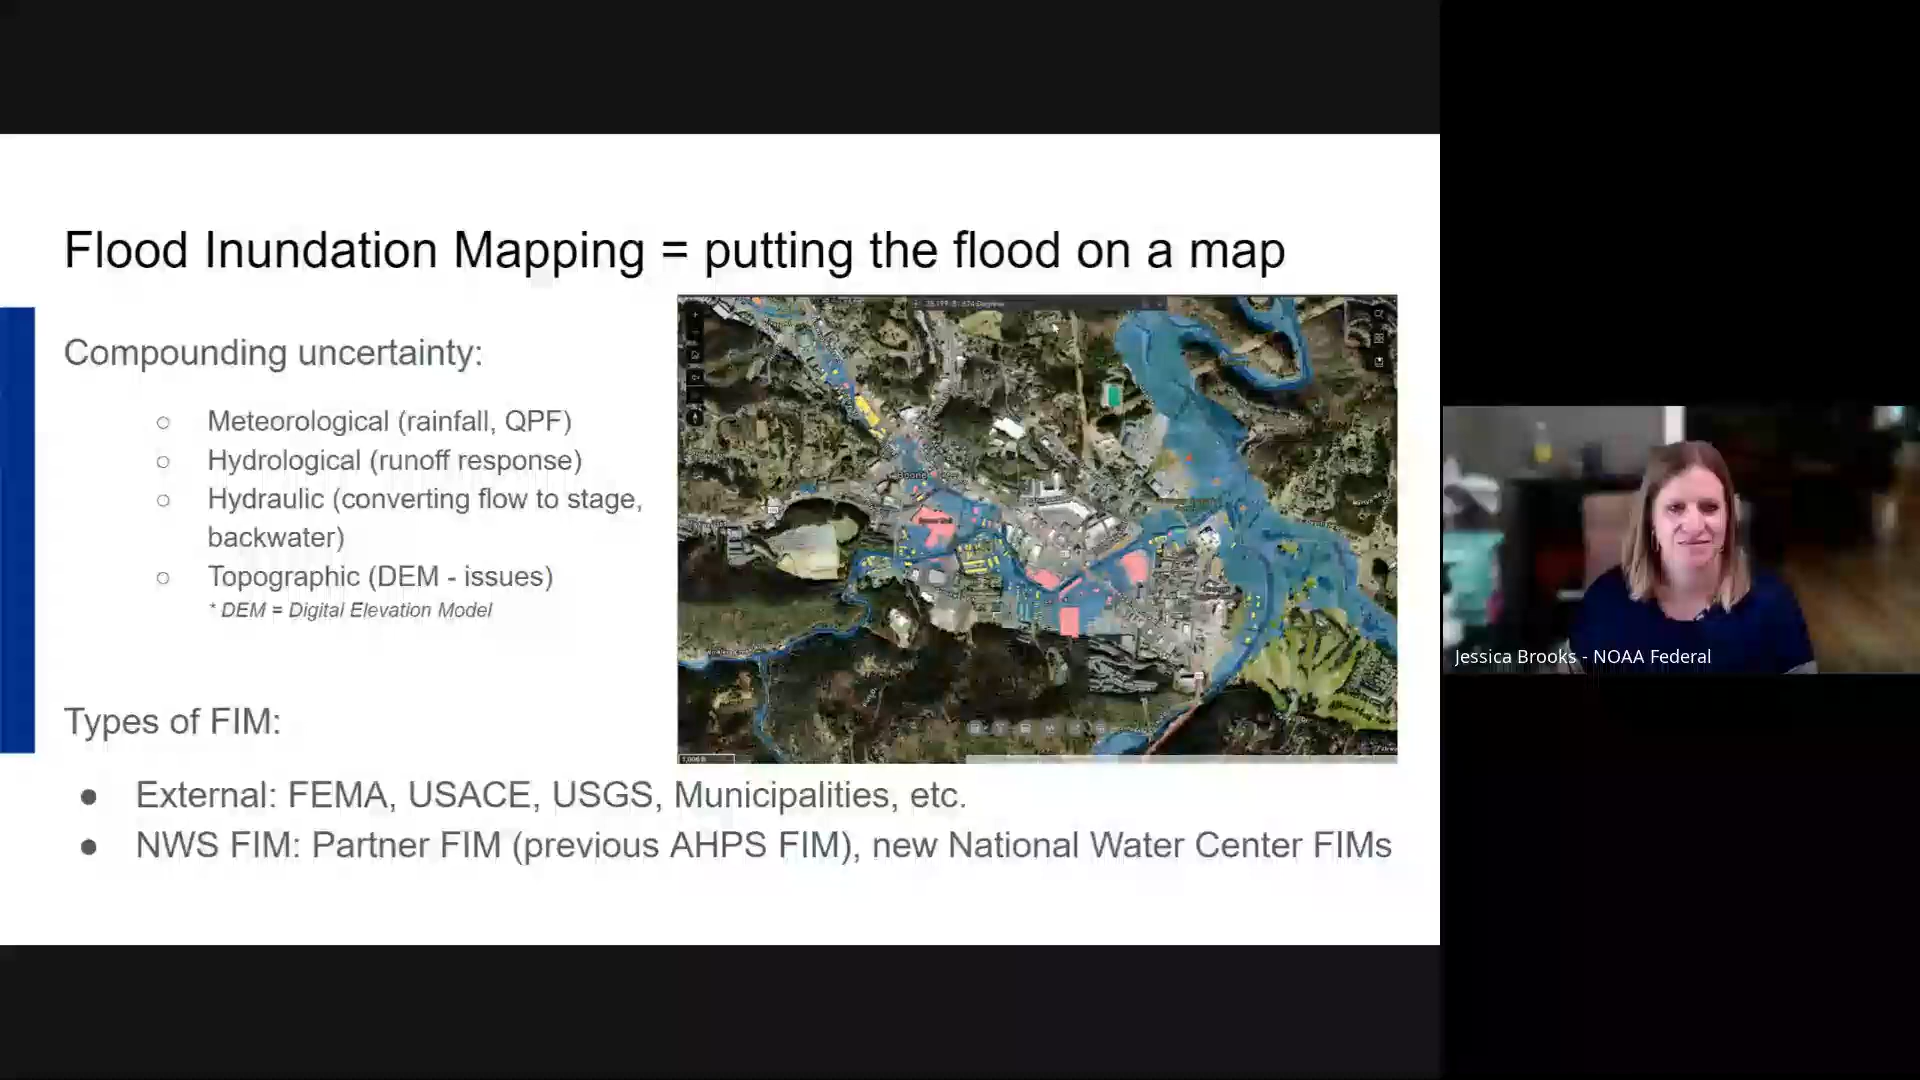 Flood Inundation Mapping = putting the flood on a map
Compounding uncertainty:
○ Meteorological (rainfall, QPF)
○ Hydrological (runoff response)
○ Hydraulic (converting flow to stage,
backwater)
○ Topographic (DEM - issues)
* DEM = Digital Elevation Model
Types of FIM:
● External: FEMA, USACE, USGS, Municipalities, etc.
● NWS FIM: Partner FIM (previous AHPS FIM), new National Water Center FIMs
Jessica Brooks - NOAA Federal